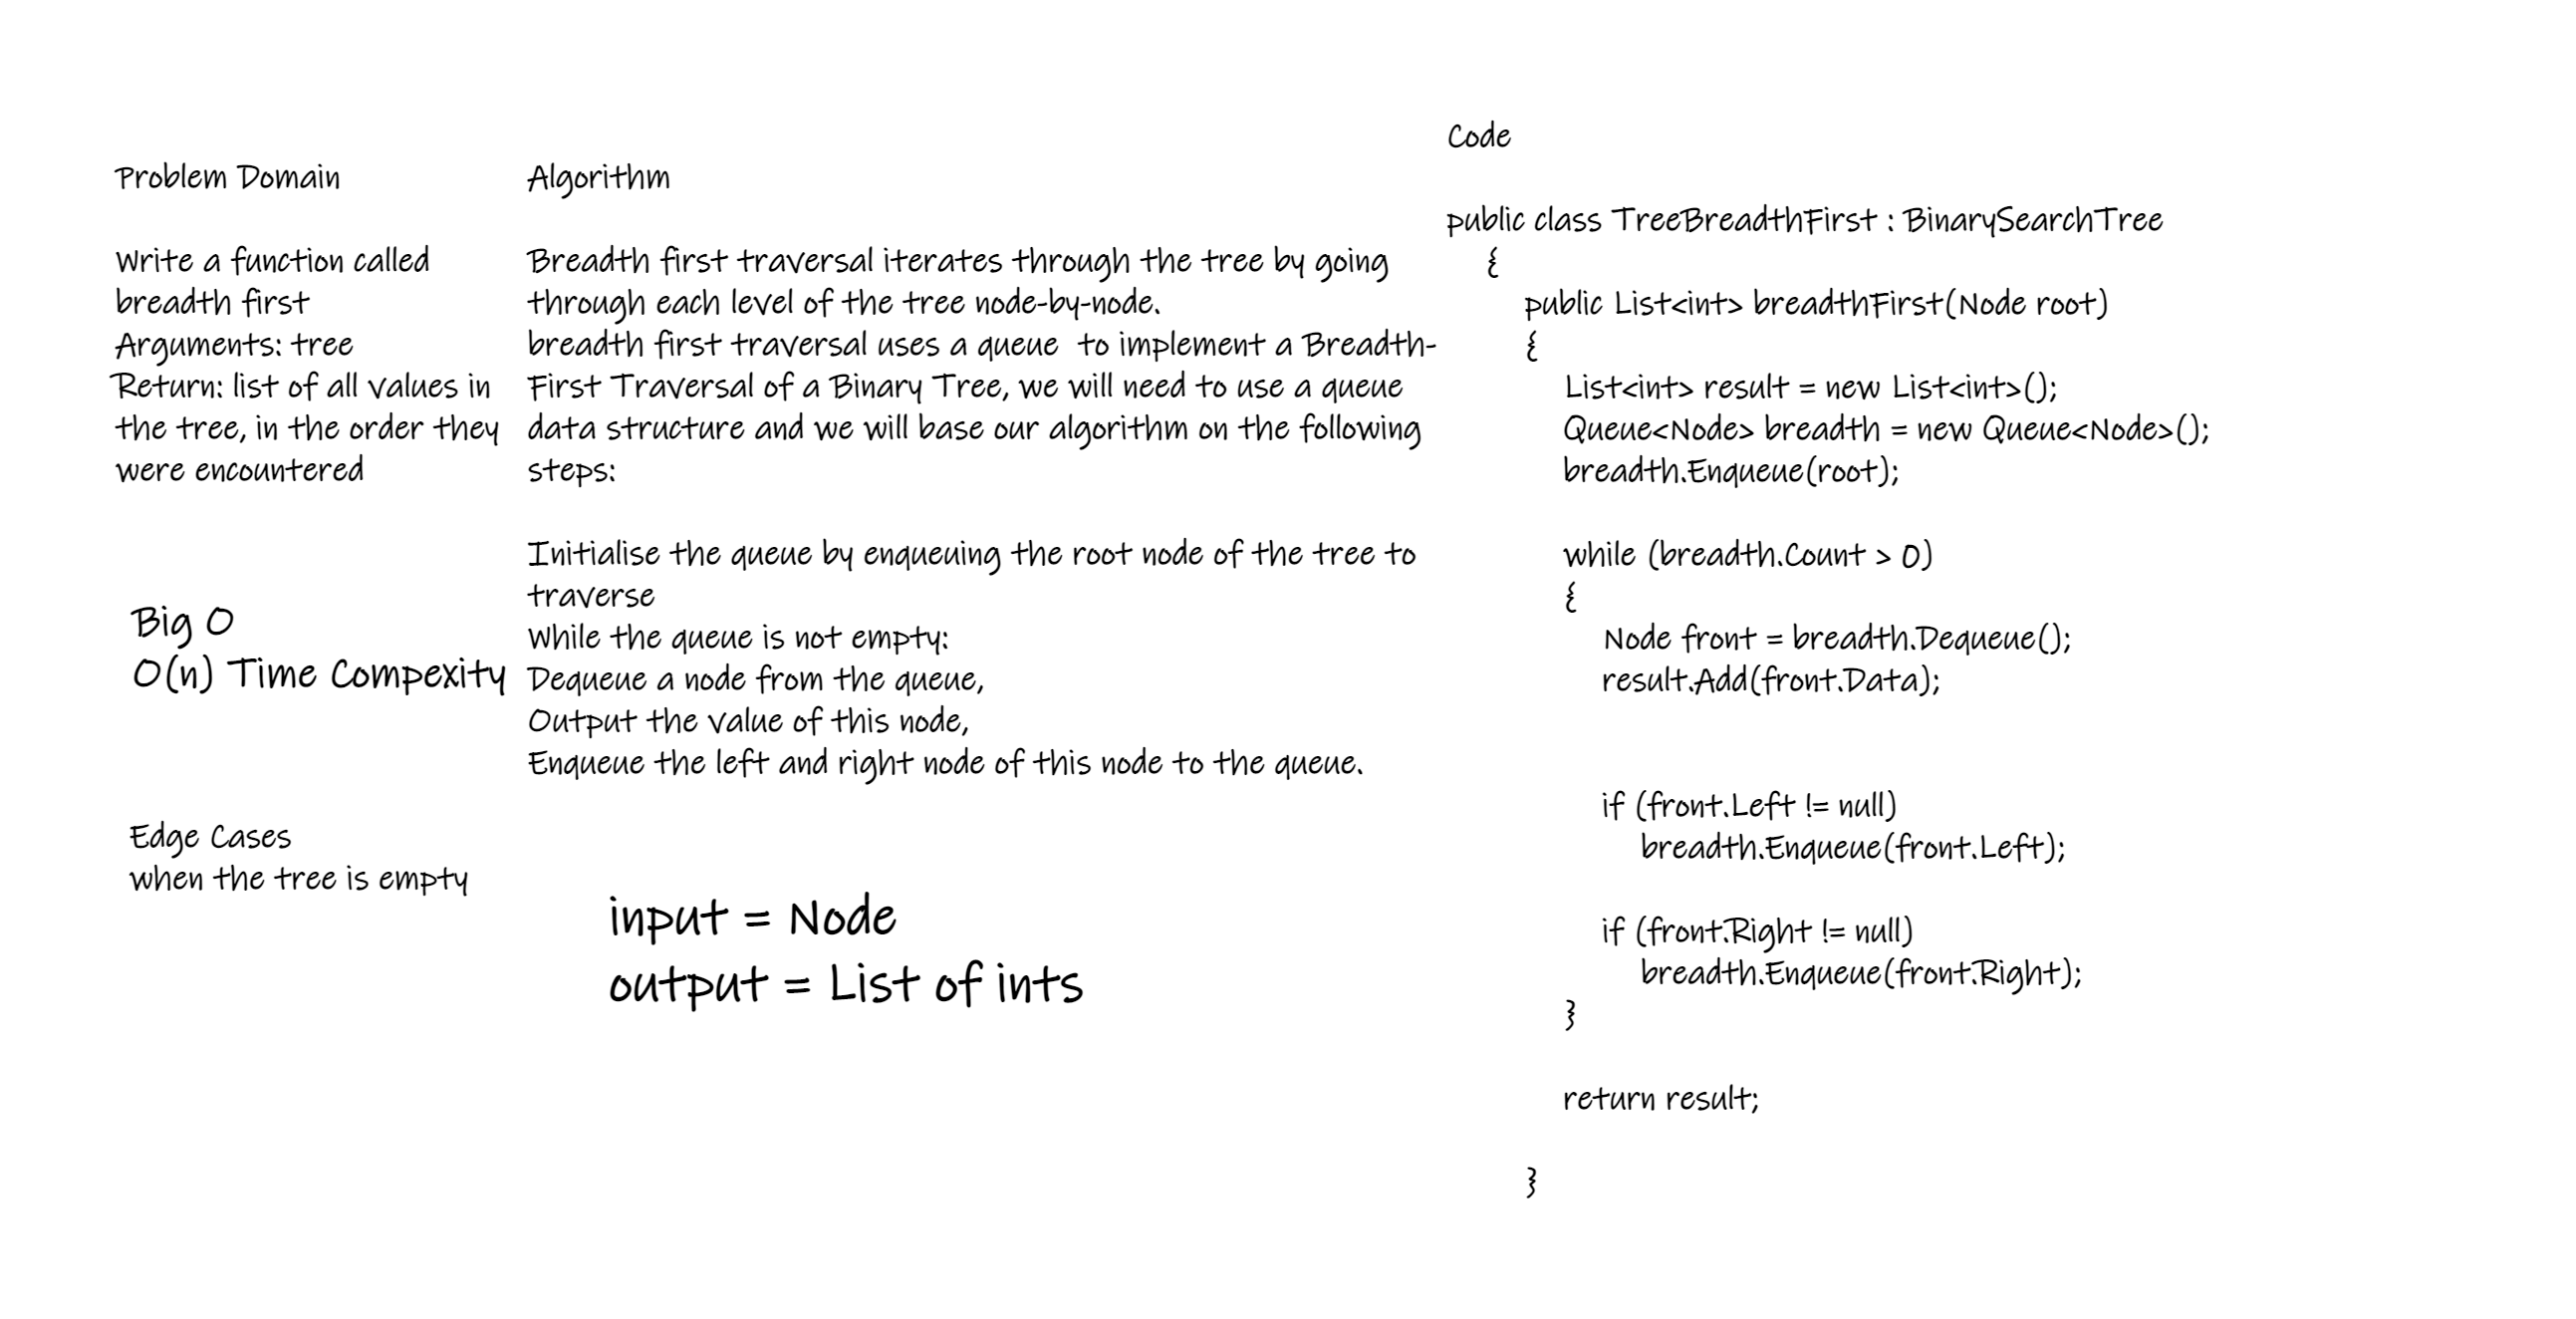 Problem Domain
Write a function called
breadth first
Arguments: tree
Return: list of all values in
the tree, in the order they
were encountered
Big O
O(n) Time Compexity
Edge Cases
when the tree is empty
Algorithm
Breadth first traversal iterates through the tree by going
through each level of the tree node-by-node.
breadth first traversal uses a queue  to implement a Breadth-
First Traversal of a Binary Tree, we will need to use a queue
data structure and we will base our algorithm on the following
steps:
Initialise the queue by enqueuing the root node of the tree to
traverse
While the queue is not empty:
Dequeue a node from the queue,
Output the value of this node,
Enqueue the left and right node of this node to the queue.
input = Node
output = List of ints
Code
public class TreeBreadthFirst : BinarySearchTree
{
public List<int> breadthFirst(Node root)
{
List<int> result = new List<int>();
Queue<Node> breadth = new Queue<Node>();
breadth.Enqueue(root);
while (breadth.Count > 0)
{
Node front = breadth.Dequeue();
result.Add(front.Data);
if (front.Left != null)
breadth.Enqueue(front.Left);
if (front.Right != null)
breadth.Enqueue(front.Right);
}
return result;
}